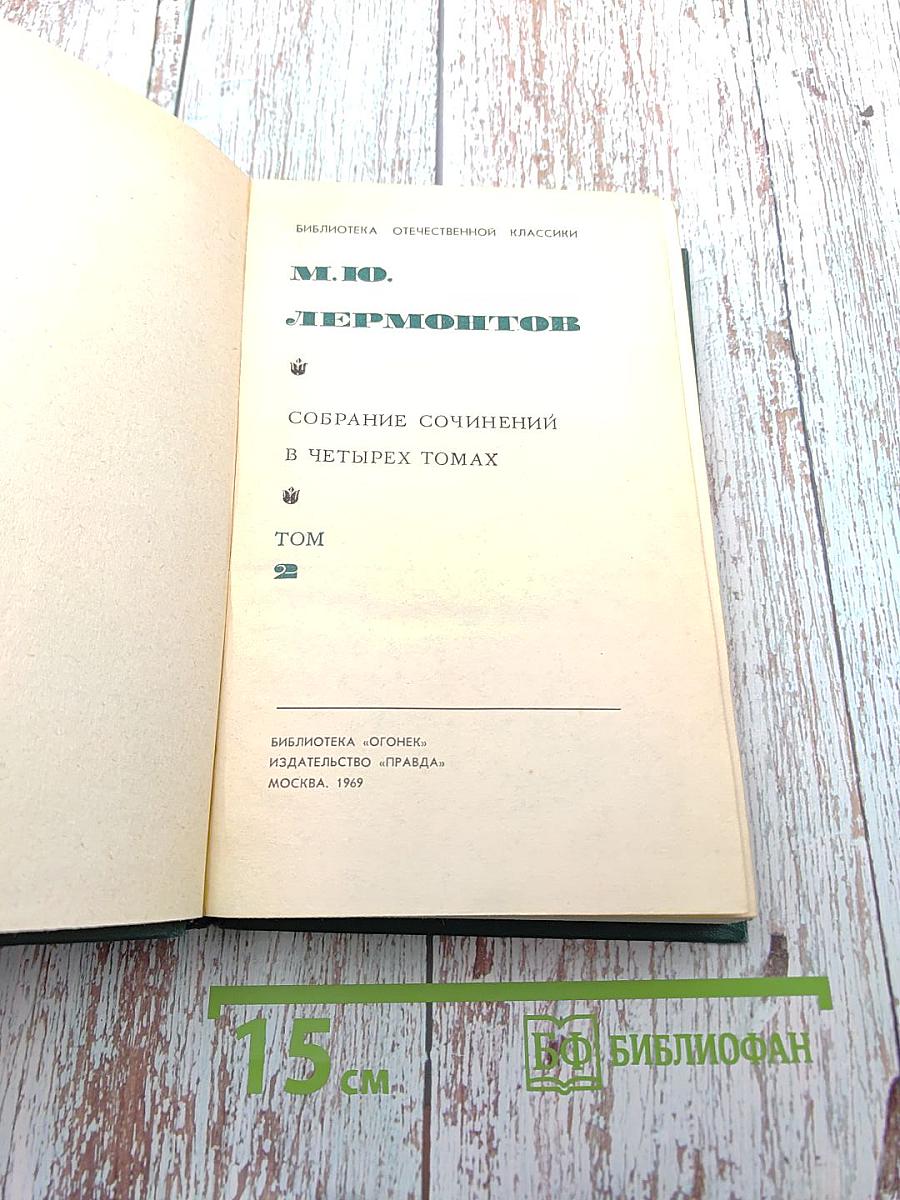 БИБЛИОТЕКА ОТЕЧЕСТВЕННОЙ КЛАССИКИ
М. Ю.
ЛЕРМОНТОВ
СОБРАНИЕ СОЧИНЕНИЙ
В ЧЕТЫРЕХ ТОМАХ
ТОМ
2
БИБЛИОТЕКА «ОГОНЕК»
ИЗДАТЕЛЬСТВО «ПРАВДА»
МОСКВА. 1969
15 см
БФ БИБЛИОФАН